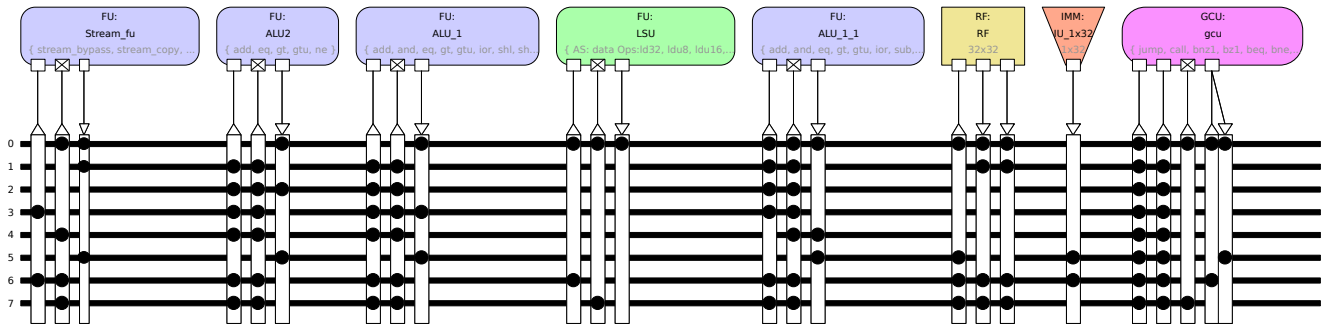 FU:
Stream_fu
{ stream_bypass, stream_copy, ...
FU:
ALU2
{ add, eq, gt, gtu, ne }
FU:
ALU_1
{ add, and, eq, gt, gtu, ior, shl, sh...
FU:
LSU
{ AS: data Ops:ld32, ldu8, ldu16,...
FU:
ALU_1_1
{ add, and, eq, gt, gtu, ior, sub,...
RF:
RF
32x32
IMM:
IU_1x32
1x32
GCU:
gcu
{ jump, call, bnz1, bz1, beq, bne,...
0
1
2
3
4
5
6
7